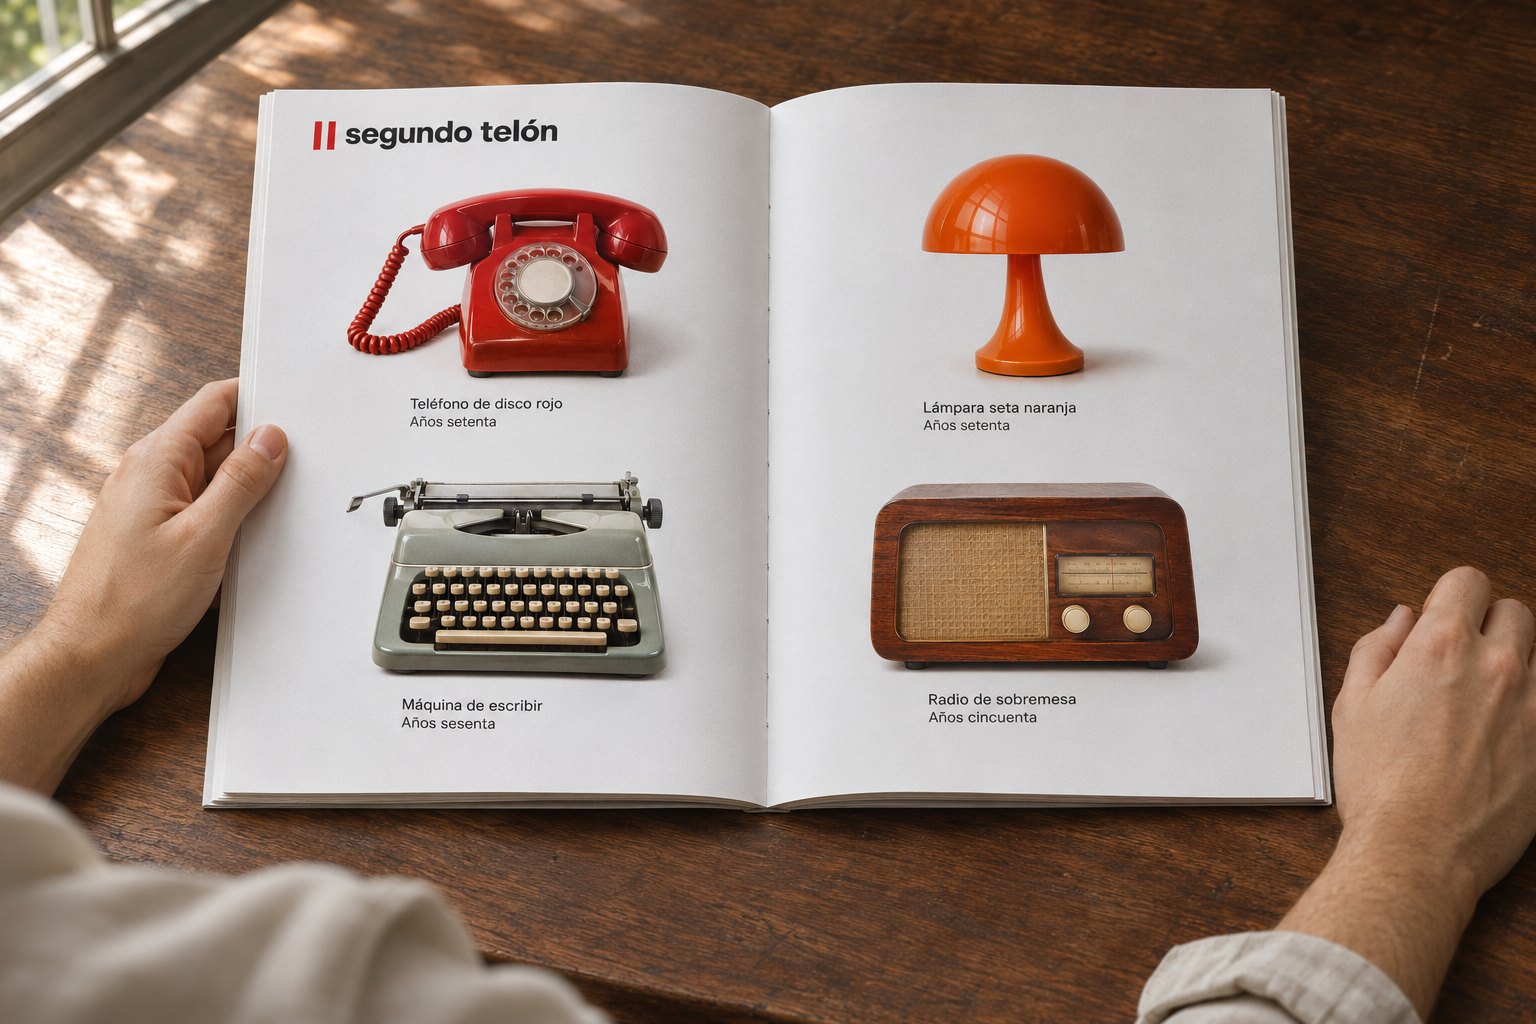 segundo telón
Teléfono de disco rojo
Años setenta
Máquina de escribir
Años sesenta
Lámpara seta naranja
Años setenta
Radio de sobremesa
Años cincuenta